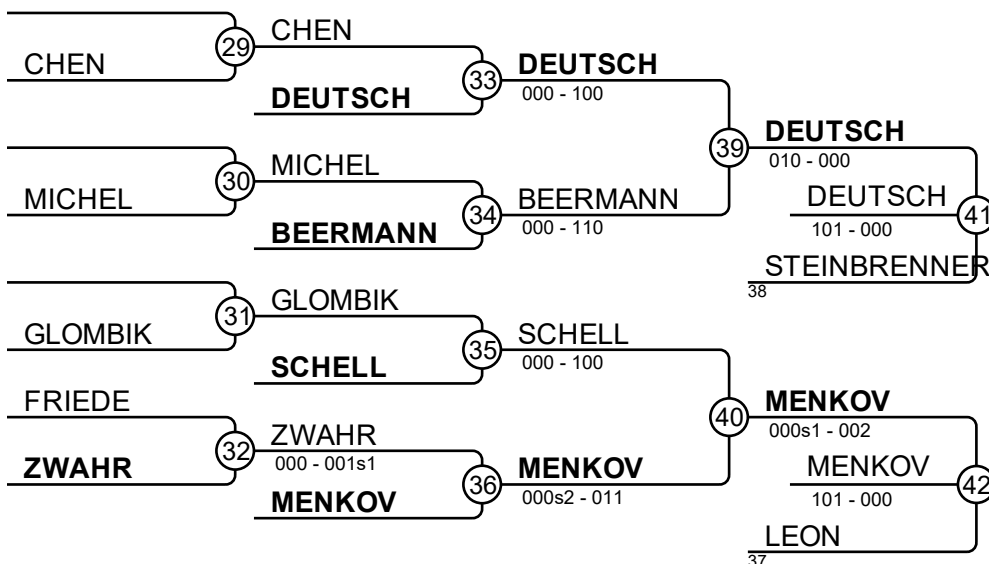 29
CHEN
CHEN
33
DEUTSCH
DEUTSCH
000 - 100
39
DEUTSCH
010 - 000
30
MICHEL
MICHEL
34
BEERMANN
BEERMANN
000 - 110
DEUTSCH
101 - 000
41
STEINBRENNER
38
31
GLOMBIK
GLOMBIK
35
SCHELL
SCHELL
000 - 100
40
MENKOV
000s1 - 002
FRIEDE
32
ZWAHR
000 - 001s1
ZWAHR
36
MENKOV
MENKOV
000s2 - 011
MENKOV
101 - 000
42
LEON
37